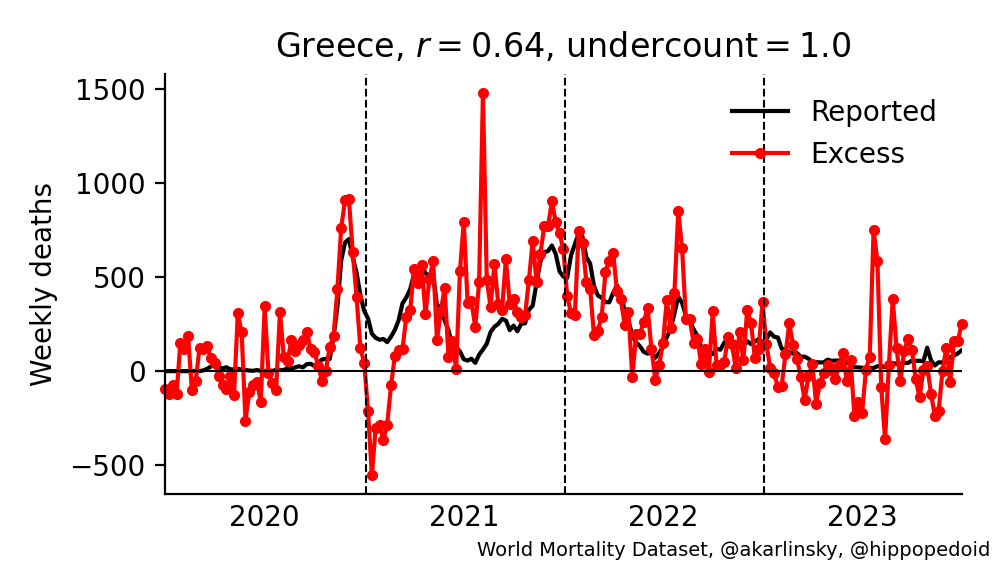 Greece, r = 0.64, undercount = 1.0
1500
1000
500
0
−500
Weekly deaths
Reported
Excess
2020
2021
2022
2023
World Mortality Dataset, @akarlinsky, @hippopedoid